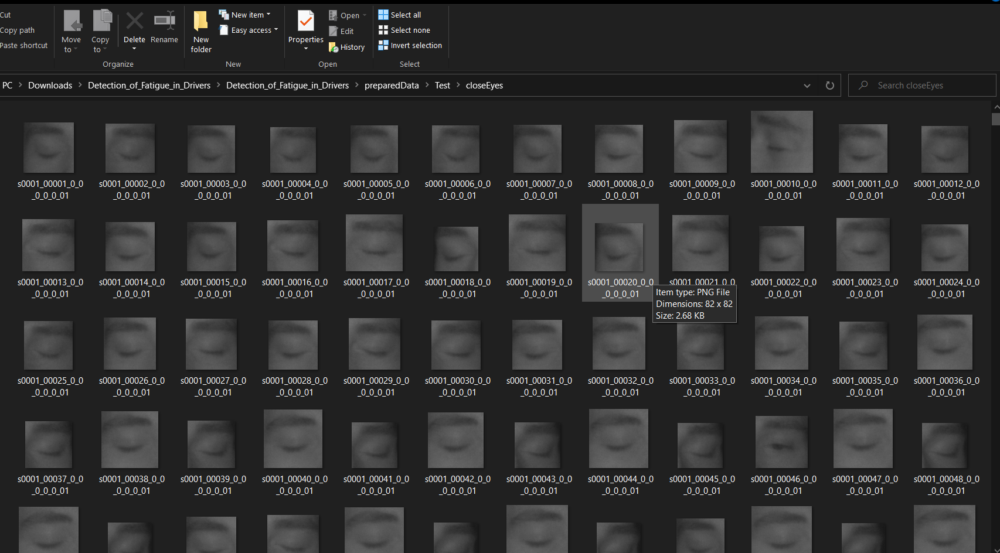 Cut
Copy path
Paste shortcut
Move
to
Copy
to
Delete
Rename
Organize
New
folder
New item
Easy access
New
Properties
Open
Edit
History
Open
Select all
Select none
Invert selection
Select
PC > Downloads > Detection_of_Fatigue_in_Drivers > Detection_of_Fatigue_in_Drivers > preparedData > Test > closeEyes
Search closeEyes
s0001_00001_0_0
_0_0_0_01
s0001_00002_0_0
_0_0_0_01
s0001_00003_0_0
_0_0_0_01
s0001_00004_0_0
_0_0_0_01
s0001_00005_0_0
_0_0_0_01
s0001_00006_0_0
_0_0_0_01
s0001_00007_0_0
_0_0_0_01
s0001_00008_0_0
_0_0_0_01
s0001_00009_0_0
_0_0_0_01
s0001_00010_0_0
_0_0_0_01
s0001_00011_0_0
_0_0_0_01
s0001_00012_0_0
_0_0_0_01
s0001_00013_0_0
_0_0_0_01
s0001_00014_0_0
_0_0_0_01
s0001_00015_0_0
_0_0_0_01
s0001_00016_0_0
_0_0_0_01
s0001_00017_0_0
_0_0_0_01
s0001_00018_0_0
_0_0_0_01
s0001_00019_0_0
_0_0_0_01
s0001_00020_0_0
_0_0_0_01
s0001_00021_0_0
_0_0_0_01
s0001_00022_0_0
_0_0_0_01
s0001_00023_0_0
_0_0_0_01
s0001_00024_0_0
_0_0_0_01
Item type: PNG File
Dimensions: 82 x 82
Size: 2.68 KB
s0001_00025_0_0
_0_0_0_01
s0001_00026_0_0
_0_0_0_01
s0001_00027_0_0
_0_0_0_01
s0001_00028_0_0
_0_0_0_01
s0001_00029_0_0
_0_0_0_01
s0001_00030_0_0
_0_0_0_01
s0001_00031_0_0
_0_0_0_01
s0001_00032_0_0
_0_0_0_01
s0001_00033_0_0
_0_0_0_01
s0001_00034_0_0
_0_0_0_01
s0001_00035_0_0
_0_0_0_01
s0001_00036_0_0
_0_0_0_01
s0001_00037_0_0
_0_0_0_01
s0001_00038_0_0
_0_0_0_01
s0001_00039_0_0
_0_0_0_01
s0001_00040_0_0
_0_0_0_01
s0001_00041_0_0
_0_0_0_01
s0001_00042_0_0
_0_0_0_01
s0001_00043_0_0
_0_0_0_01
s0001_00044_0_0
_0_0_0_01
s0001_00045_0_0
_0_0_0_01
s0001_00046_0_0
_0_0_0_01
s0001_00047_0_0
_0_0_0_01
s0001_00048_0_0
_0_0_0_01